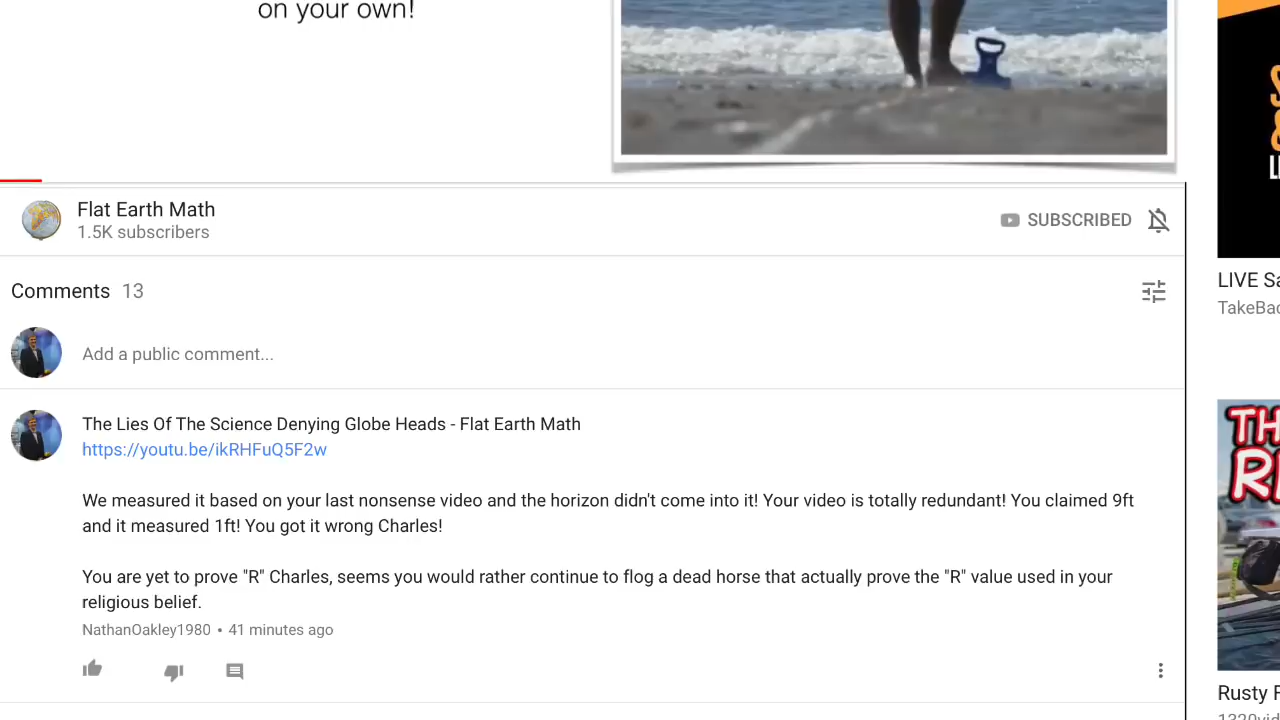 on your own!
Flat Earth Math
1.5K subscribers
SUBSCRIBED
Comments 13
Add a public comment...
The Lies Of The Science Denying Globe Heads - Flat Earth Math
https://youtu.be/ikRHFuQ5F2w
We measured it based on your last nonsense video and the horizon didn't come into it! Your video is totally redundant! You claimed 9ft
and it measured 1ft! You got it wrong Charles!
You are yet to prove "R" Charles, seems you would rather continue to flog a dead horse that actually prove the "R" value used in your
religious belief.
NathanOakley1980 • 41 minutes ago
LIVE Sa
TakeBac
TH
R
Rusty F